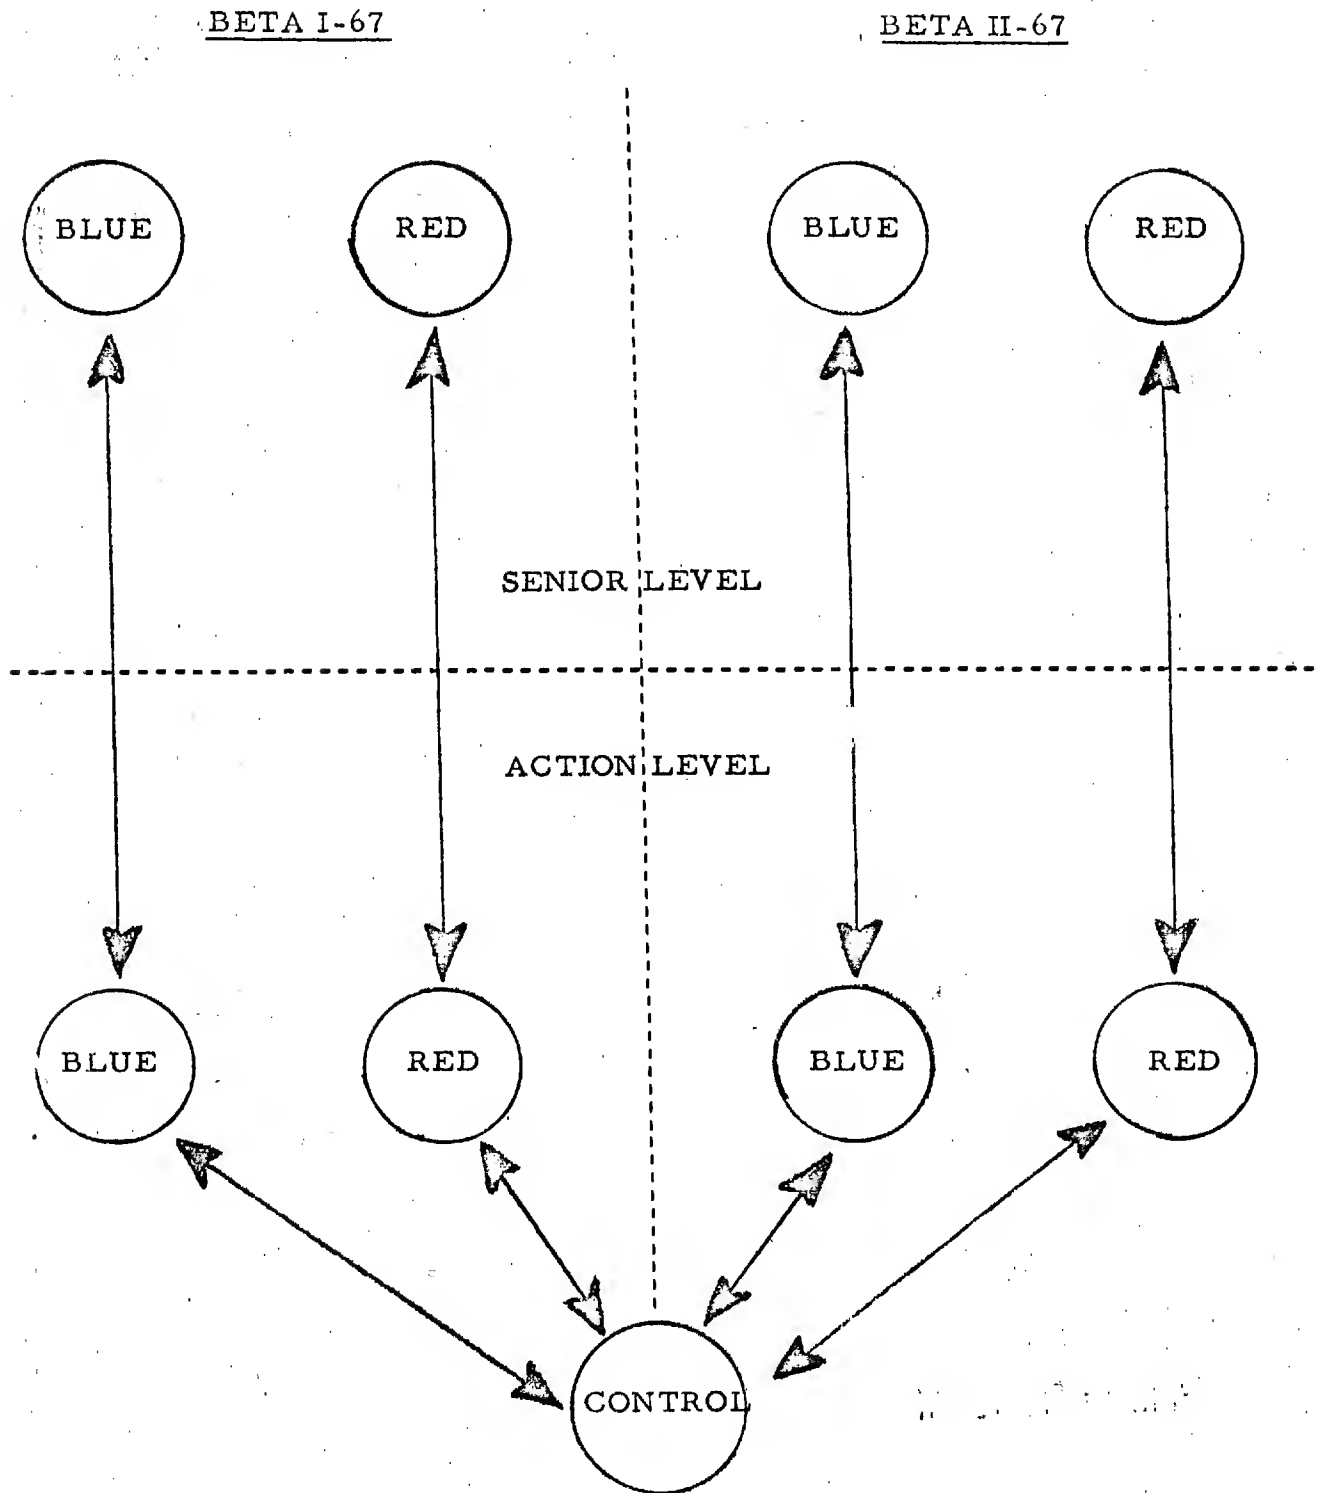 BETA I-67 BETA II-67
BLUE RED BLUE RED
SENIOR LEVEL
ACTION LEVEL
BLUE RED BLUE RED
CONTROL